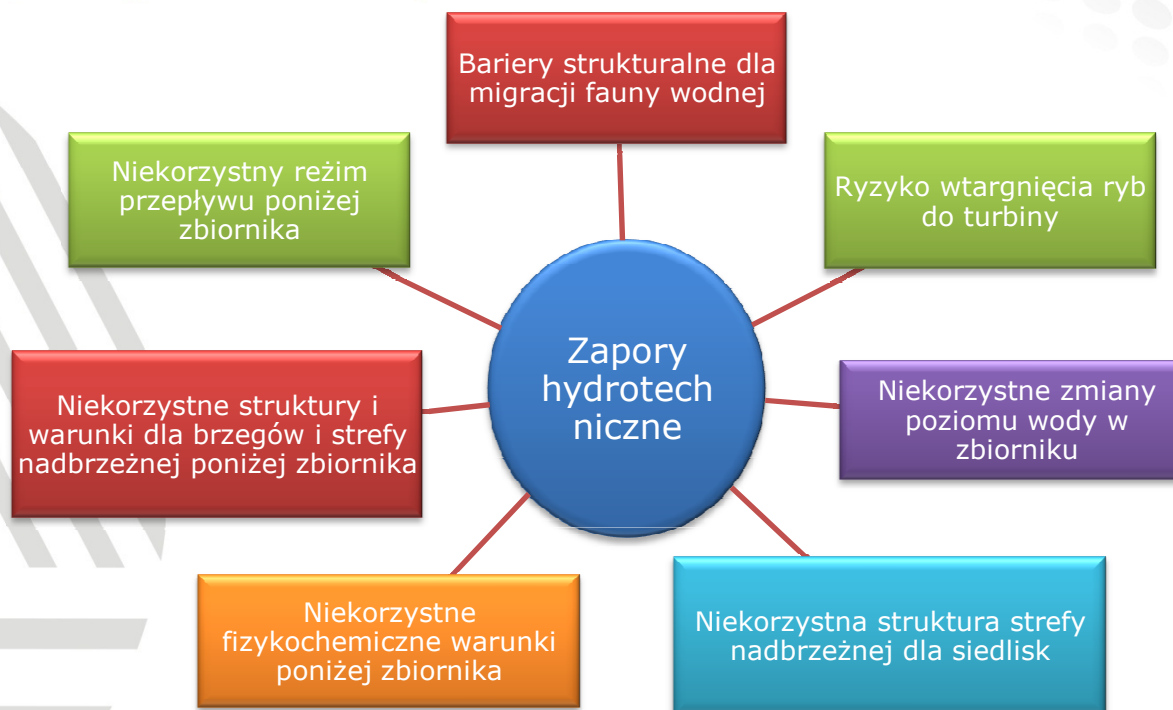 Bariery strukturalne dla
migracji fauny wodnej
Niekorzystny reżim
przepływu poniżej
zbiornika
Ryzyko wtargnięcia ryb
do turbiny
Zapory
hydrotech
niczne
Niekorzystne struktury i
warunki dla brzegów i strefy
nadbrzeżnej poniżej zbiornika
Niekorzystne zmiany
poziomu wody w
zbiorniku
Niekorzystne
fizykochemiczne warunki
poniżej zbiornika
Niekorzystna struktura strefy
nadbrzeżnej dla siedlisk